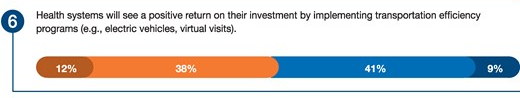 6
Health systems will see a positive return on their investment by implementing transportation efficiency
programs (e.g., electric vehicles, virtual visits).
12% 38% 41% 9%